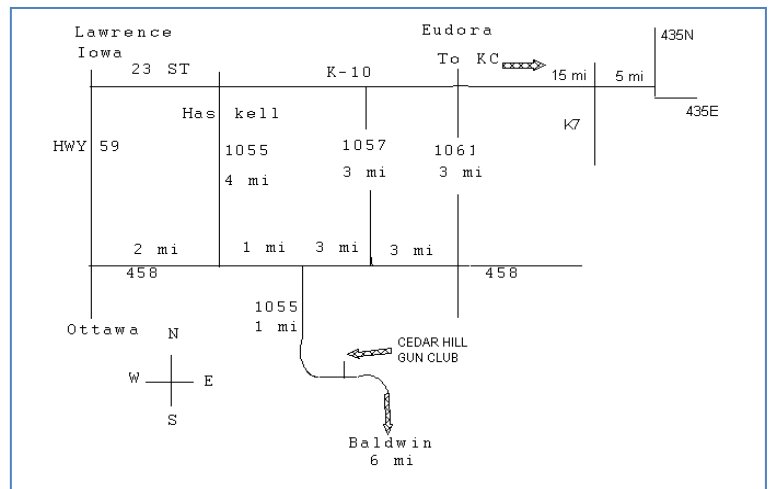 Lawrence
Iowa
Eudora
435N
23 ST
K-10
To KC
15 mi
5 mi
435E
Has kell
K7
HWY 59
1055
4 mi
1057
3 mi
1061
3 mi
2 mi
1 mi
3 mi
3 mi
458
458
1055
1 mi
Ottawa
CEDAR HILL
GUN CLUB
N
W
E
S
Baldwin
6 mi